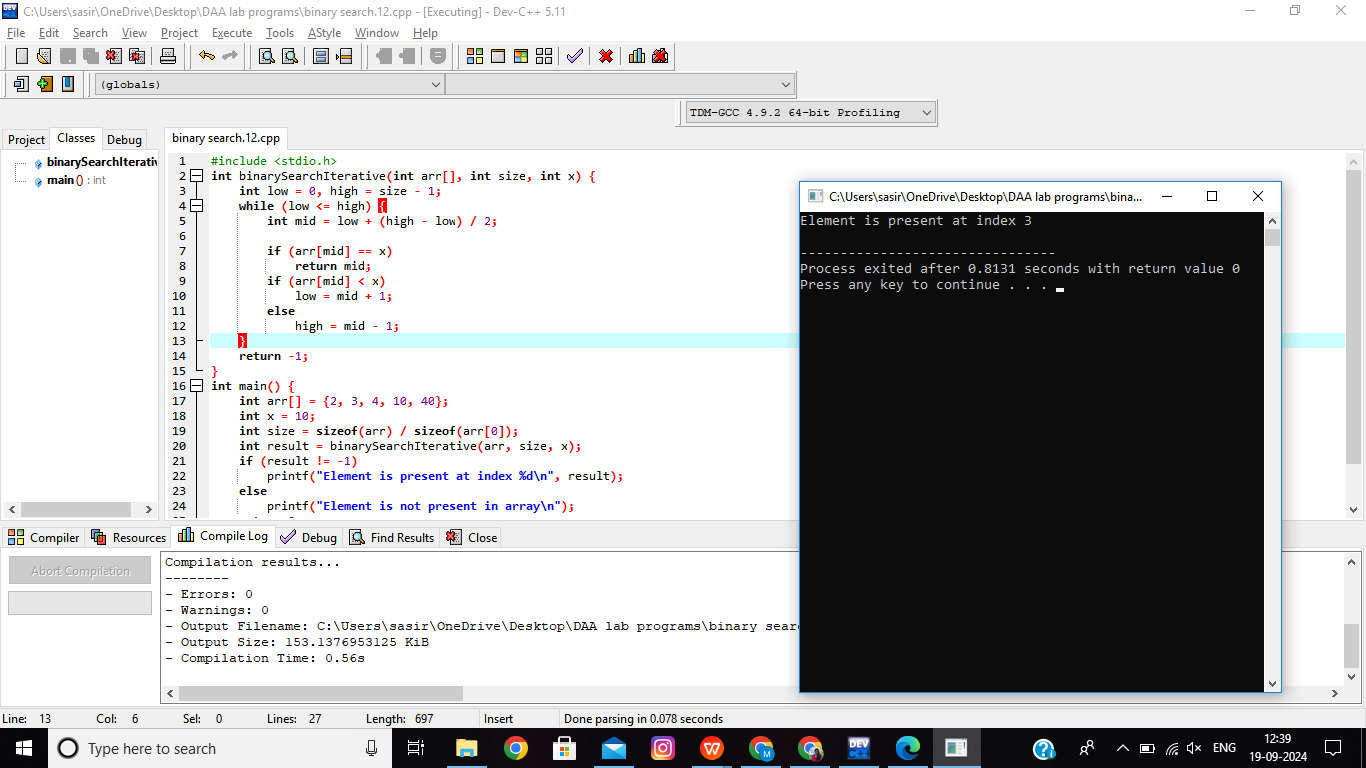 C:\Users\sasir\OneDrive\Desktop\DAA lab programs\binary search.12.cpp - [Executing] - Dev-C++ 5.11
File Edit Search View Project Execute Tools AStyle Window Help
(globals)
TDM-GCC 4.9.2 64-bit Profiling
Project Classes Debug
binarySearchIterativ
main () : int
binary search.12.cpp
1 #include <stdio.h>
2 int binarySearchIterative(int arr[], int size, int x) {
3 int low = 0, high = size - 1;
4 while (low <= high) {
5 int mid = low + (high - low) / 2;
6
7 if (arr[mid] == x)
8 return mid;
9 if (arr[mid] < x)
10 low = mid + 1;
11 else
12 high = mid - 1;
13 }
14 return -1;
15 }
16 int main() {
17 int arr[] = {2, 3, 4, 10, 40};
18 int x = 10;
19 int size = sizeof(arr) / sizeof(arr[0]);
20 int result = binarySearchIterative(arr, size, x);
21 if (result != -1)
22 printf("Element is present at index %d\n", result);
23 else
24 printf("Element is not present in array\n");
C:\Users\sasir\OneDrive\Desktop\DAA lab programs\bina...
Element is present at index 3
--------------------------------
Process exited after 0.8131 seconds with return value 0
Press any key to continue . . .
Compiler Resources Compile Log Debug Find Results Close
Abort Compilation
Compilation results...
--------
- Errors: 0
- Warnings: 0
- Output Filename: C:\Users\sasir\OneDrive\Desktop\DAA lab programs\binary sear
- Output Size: 153.1376953125 KiB
- Compilation Time: 0.56s
Line: 13 Col: 6 Sel: 0 Lines: 27 Length: 697 Insert Done parsing in 0.078 seconds
Type here to search
DEV
M
ENG
12:39
19-09-2024